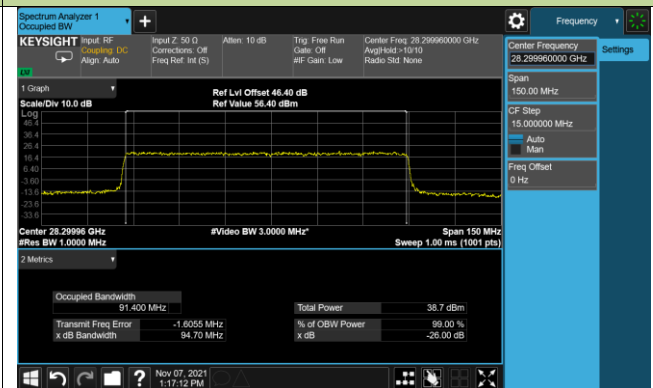 Spectrum Analyzer 1
Occupied BW
Frequency
KEYSIGHT
Input: RF
Coupling: DC
Align: Auto
Input Z: 50 Ω
Corrections: Off
Freq Ref: Int (S)
Atten: 10 dB
Trig: Free Run
Gate: Off
#IF Gain: Low
Center Freq: 28.299960000 GHz
Avg|Hold:>10/10
Radio Std: None
Center Frequency
28.299960000 GHz
Settings
Span
150.00 MHz
CF Step
15.000000 MHz
Auto
Man
Freq Offset
0 Hz
1 Graph
Scale/Div 10.0 dB
Ref Lvl Offset 46.40 dB
Ref Value 56.40 dBm
Log
46.4
36.4
26.4
16.4
6.40
-3.60
-13.6
-23.6
-33.6
Center 28.29996 GHz
#Video BW 3.0000 MHz*
Span 150 MHz
#Res BW 1.0000 MHz
Sweep 1.00 ms (1001 pts)
2 Metrics
Occupied Bandwidth
91.400 MHz
Total Power 38.7 dBm
Transmit Freq Error -1.6055 MHz
% of OBW Power 99.00 %
x dB Bandwidth 94.70 MHz
x dB -26.00 dB
?
Nov 07, 2021
1:17:12 PM